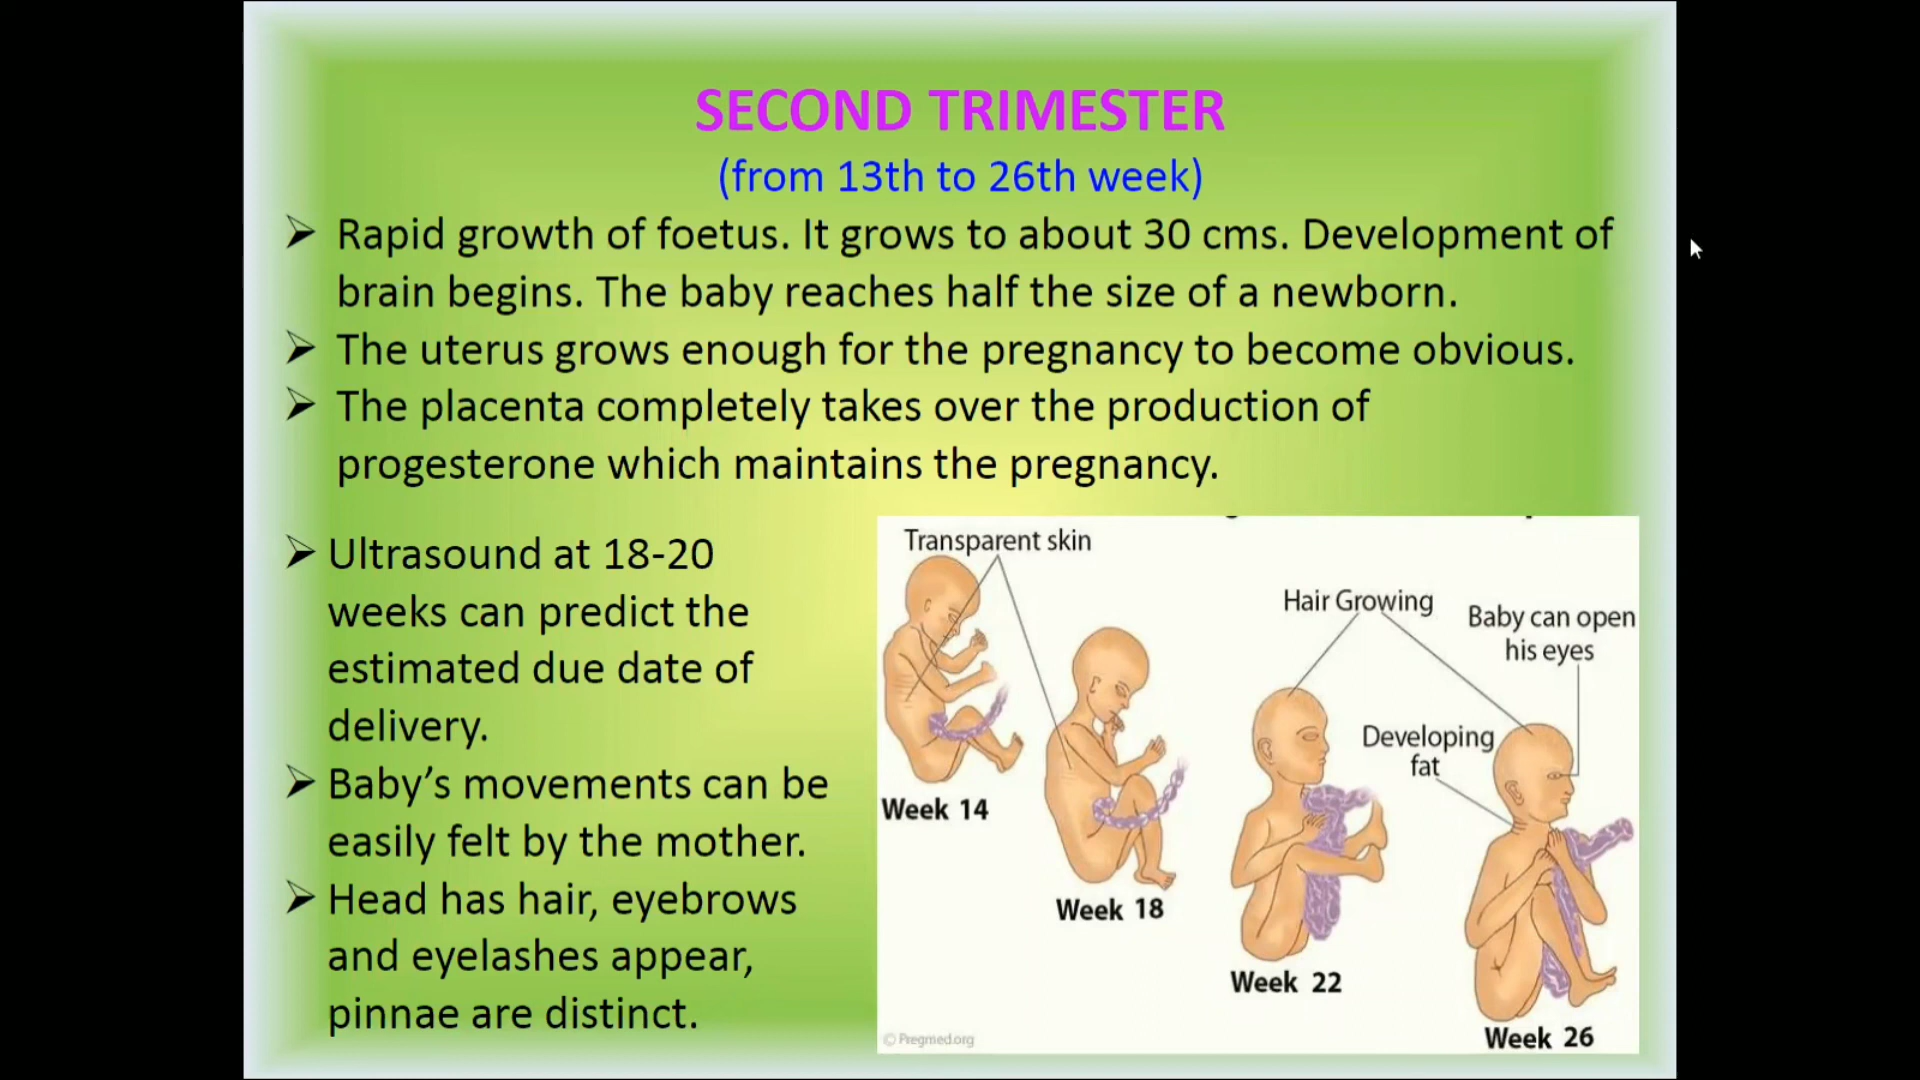 SECOND TRIMESTER
(from 13th to 26th week)
➢ Rapid growth of foetus. It grows to about 30 cms. Development of
brain begins. The baby reaches half the size of a newborn.
➢ The uterus grows enough for the pregnancy to become obvious.
➢ The placenta completely takes over the production of
progesterone which maintains the pregnancy.
➢ Ultrasound at 18-20
weeks can predict the
estimated due date of
delivery.
➢ Baby’s movements can be
easily felt by the mother.
➢ Head has hair, eyebrows
and eyelashes appear,
pinnae are distinct.
Transparent skin
Hair Growing
Baby can open
his eyes
Developing
fat
Week 14
Week 18
Week 22
Week 26
© Pregmed.org